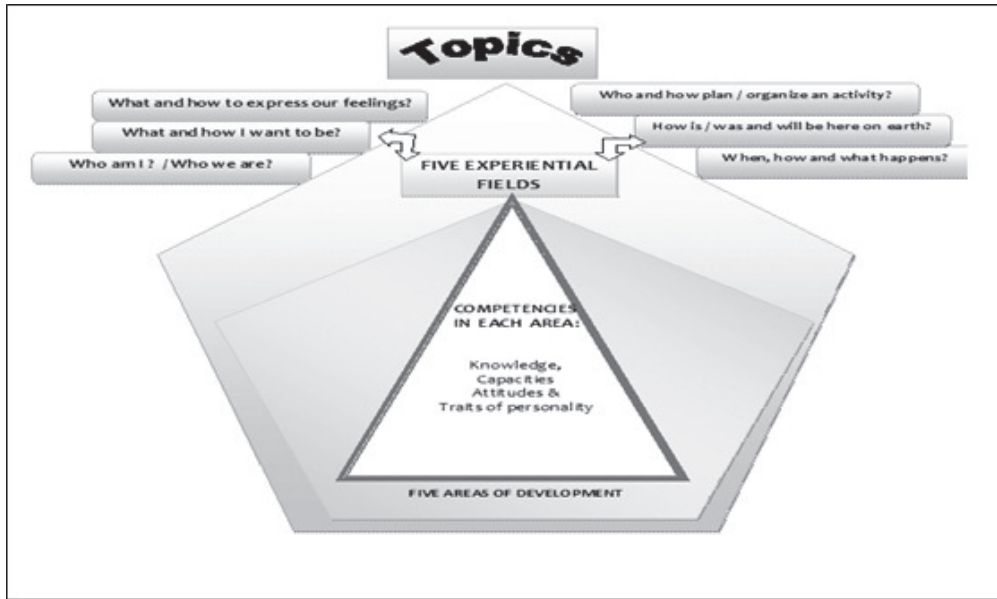 Topics
What and how to express our feelings?
What and how I want to be?
Who am I ? / Who we are?
Who and how plan / organize an activity?
How is / was and will be here on earth?
When, how and what happens?
FIVE EXPERIENTIAL
FIELDS
COMPETENCIES
IN EACH AREA:
Knowledge,
Capacities
Attitudes &
Traits of personality
FIVE AREAS OF DEVELOPMENT